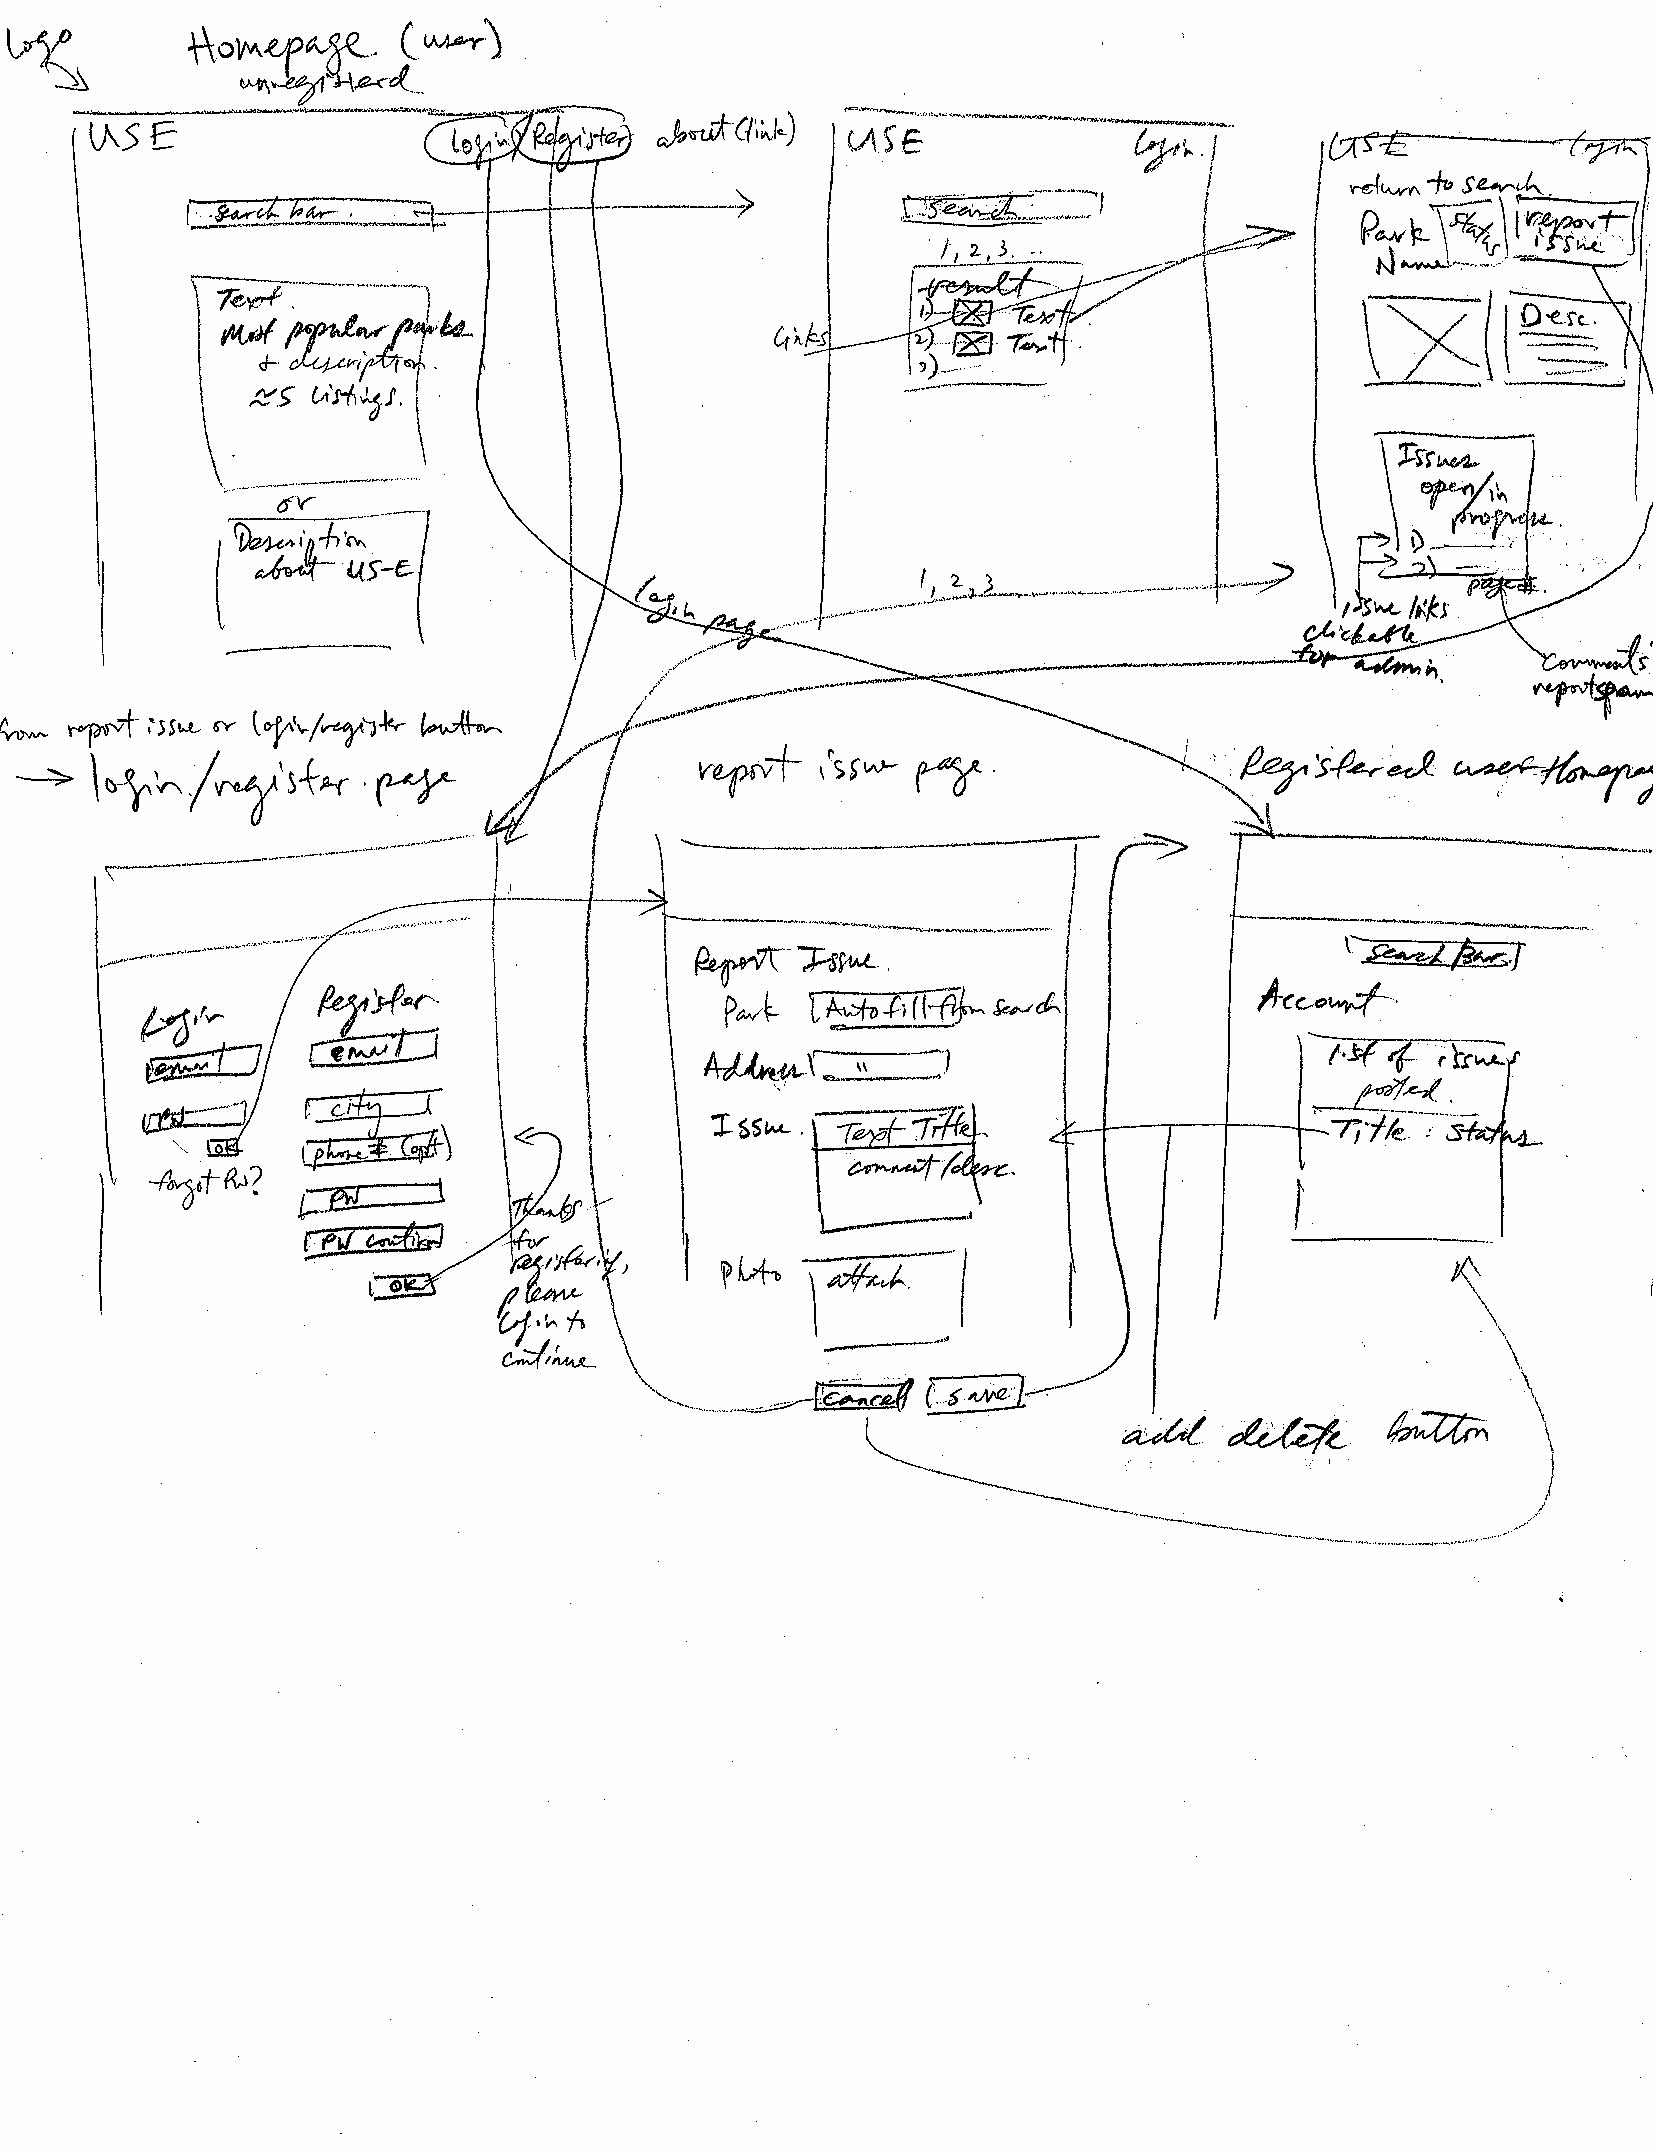 Logo
Homepage (user)
unregisterd
USE
login/Register
about (link)
search bar
Text
Most popular parks
+ description
≈5 Listings.
or
Description
about US-E
USE
Login
search
1, 2, 3...
result
1) Text
2) Text
3)
links
1, 2, 3
login page
USE
Login
return to search
Park
Name
status
report
issue
Desc.
Issues
open/in
progress.
1)
2)
page #.
issue links
clickable
for admin.
comments
report spam
from report issue or login/register button
login/register page
Login
email
PW
OK
forgot PW?
Register
email
city
phone # (opt)
PW
PW confirm
OK
Thanks
for
registering,
please
Login to
continue
report issue page.
Report Issue.
Park Autofill from search
Address "
Issue. Text Title
comment/desc.
Photo attach
cancel save
Registered user Homepag
Search Bar
Account
list of issues
posted.
Title : Status
add delete button